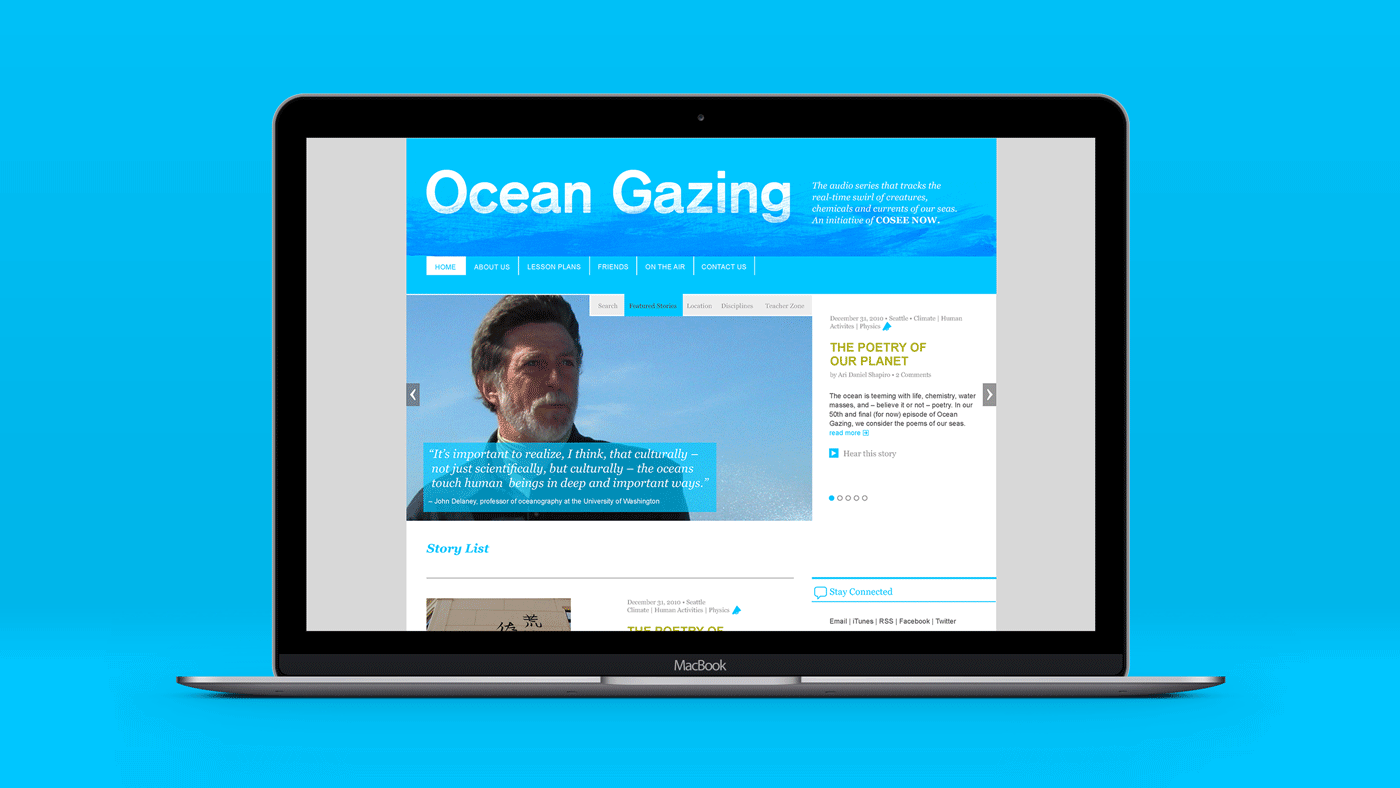 Ocean Gazing
The audio series that tracks the
real-time swirl of creatures,
chemicals and currents of our seas.
An initiative of COSEE NOW.
HOME
ABOUT US
LESSON PLANS
FRIENDS
ON THE AIR
CONTACT US
Search
Featured Stories
Location
Disciplines
Teacher Zone
“It’s important to realize, I think, that culturally –
not just scientifically, but culturally – the oceans
touch human beings in deep and important ways.”
– John Delaney, professor of oceanography at the University of Washington
December 31, 2010 • Seattle • Climate | Human
Activites | Physics
THE POETRY OF
OUR PLANET
by Ari Daniel Shapiro • 2 Comments
The ocean is teeming with life, chemistry, water
masses, and – believe it or not – poetry. In our
50th and final (for now) episode of Ocean
Gazing, we consider the poems of our seas.
read more
Hear this story
Story List
December 31, 2010 • Seattle
Climate | Human Activities | Physics
THE POETRY OF
Stay Connected
Email | iTunes | RSS | Facebook | Twitter
MacBook